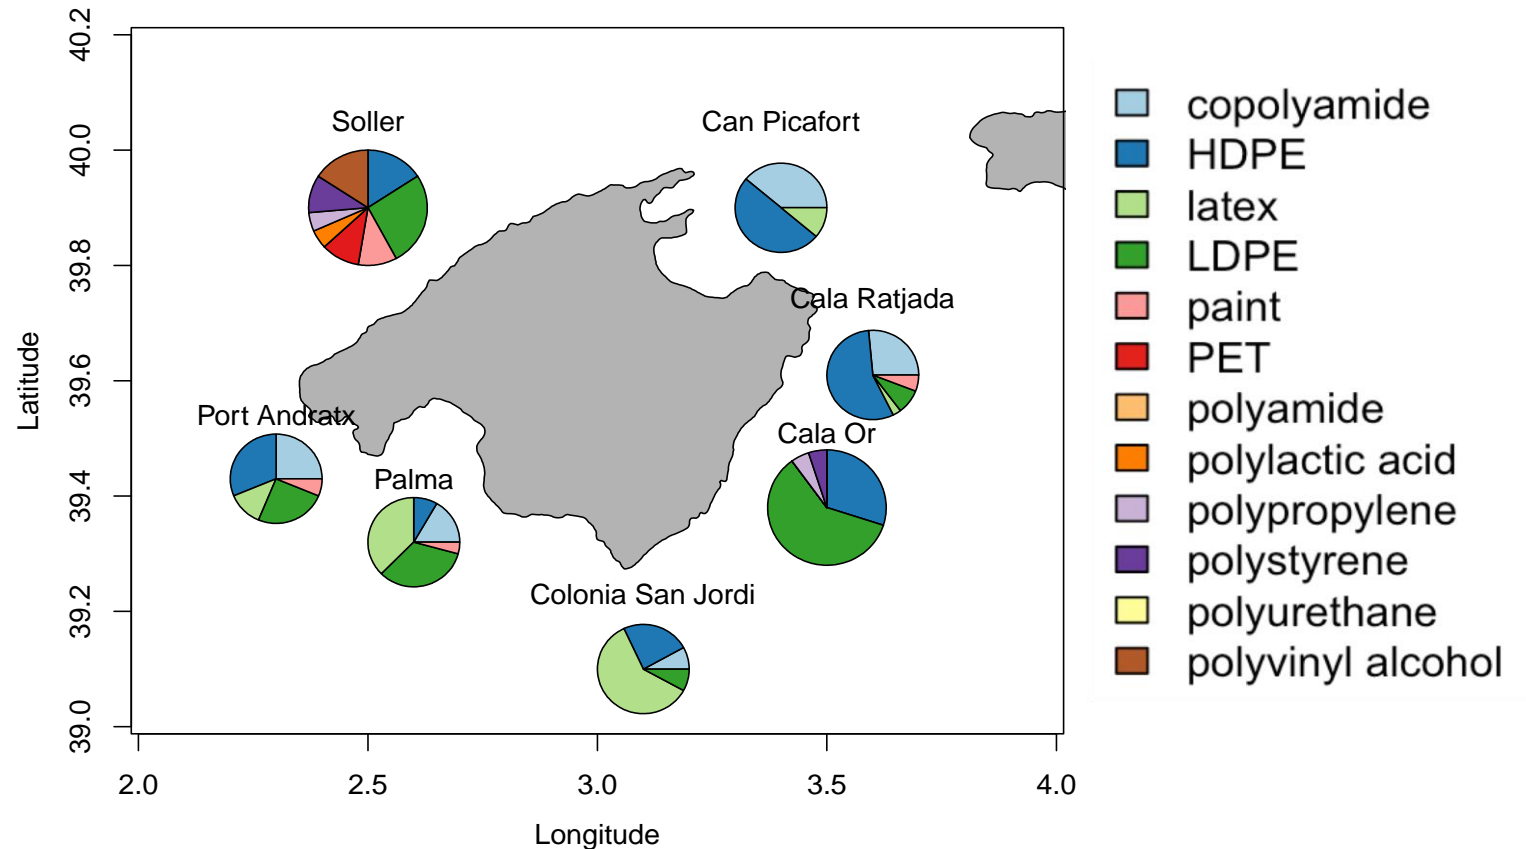 40.2
40.0
39.8
39.6
39.4
39.2
39.0
Latitude
Soller
Can Picafort
Cala Ratjada
Port Andratx
Cala Or
Palma
Colonia San Jordi
2.0
2.5
3.0
3.5
4.0
Longitude
copolyamide
HDPE
latex
LDPE
paint
PET
polyamide
polylactic acid
polypropylene
polystyrene
polyurethane
polyvinyl alcohol